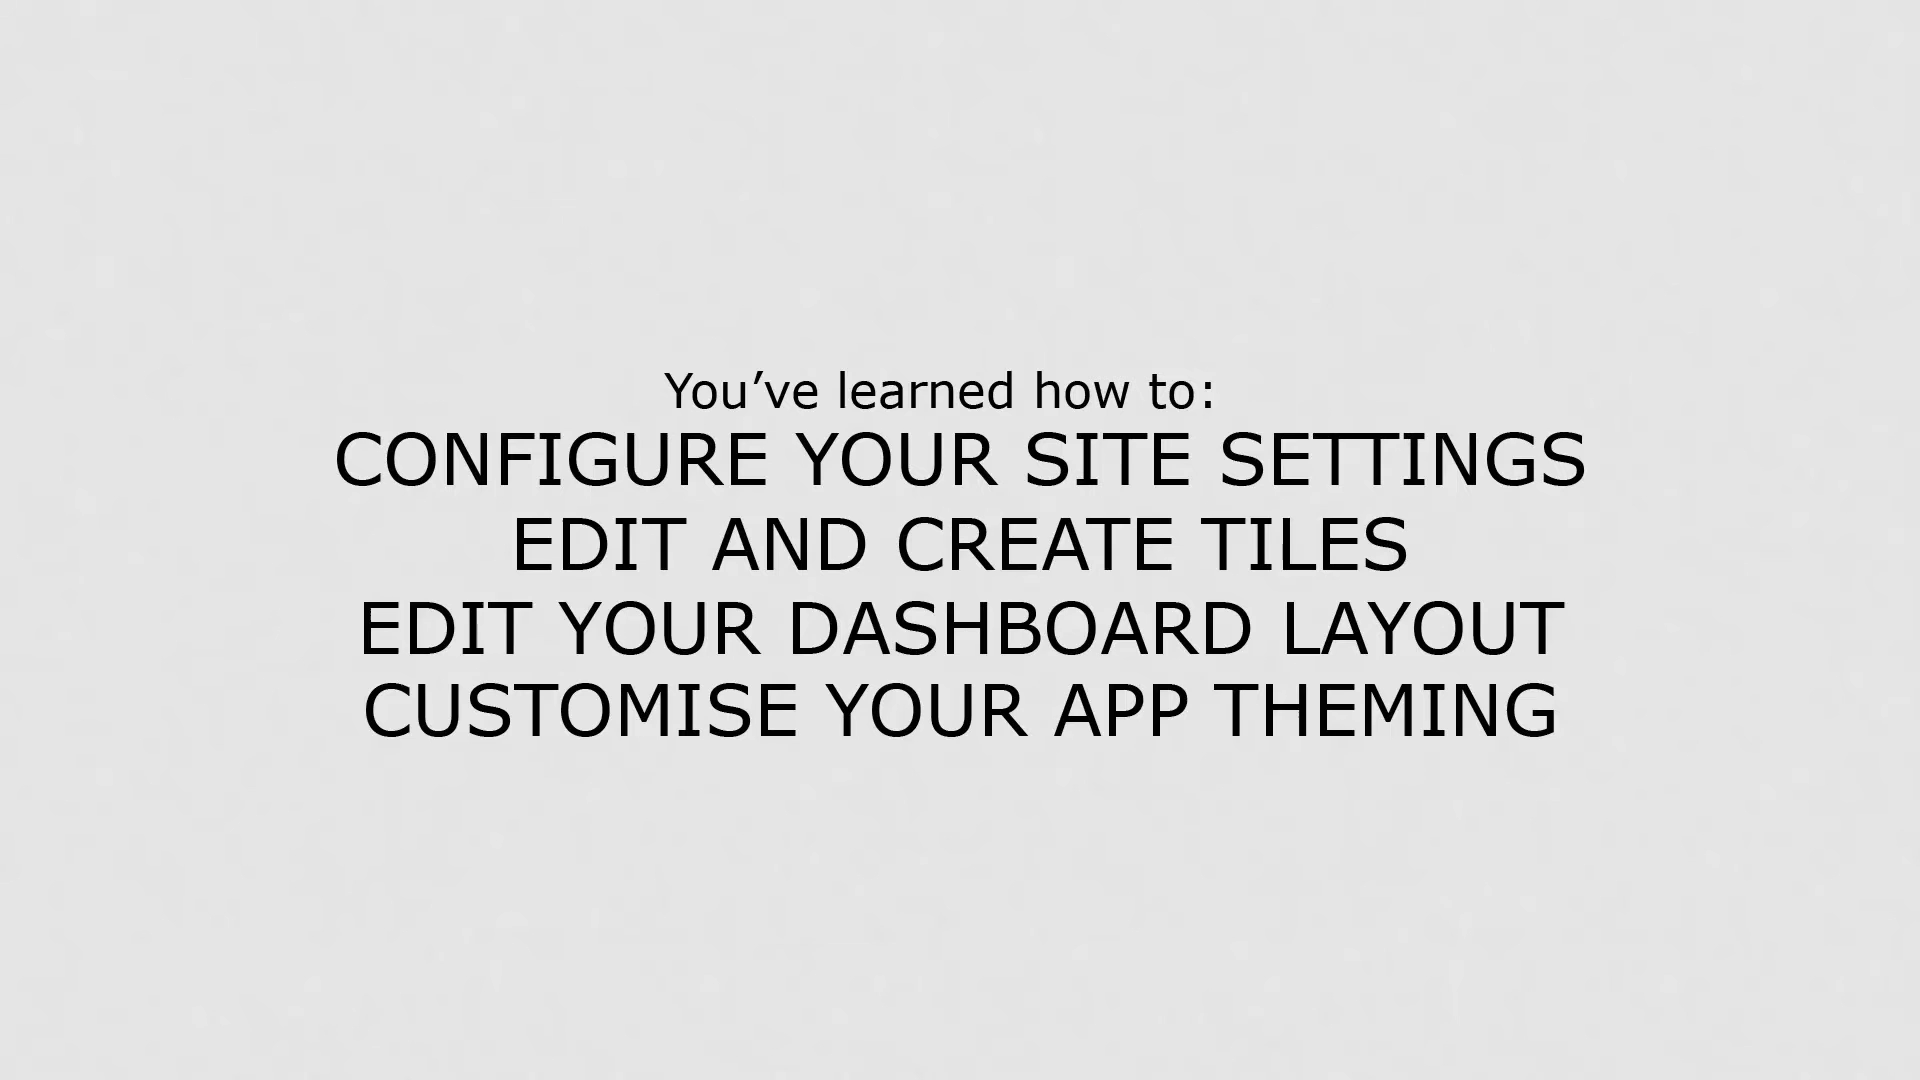 You’ve learned how to:
CONFIGURE YOUR SITE SETTINGS
EDIT AND CREATE TILES
EDIT YOUR DASHBOARD LAYOUT
CUSTOMISE YOUR APP THEMING